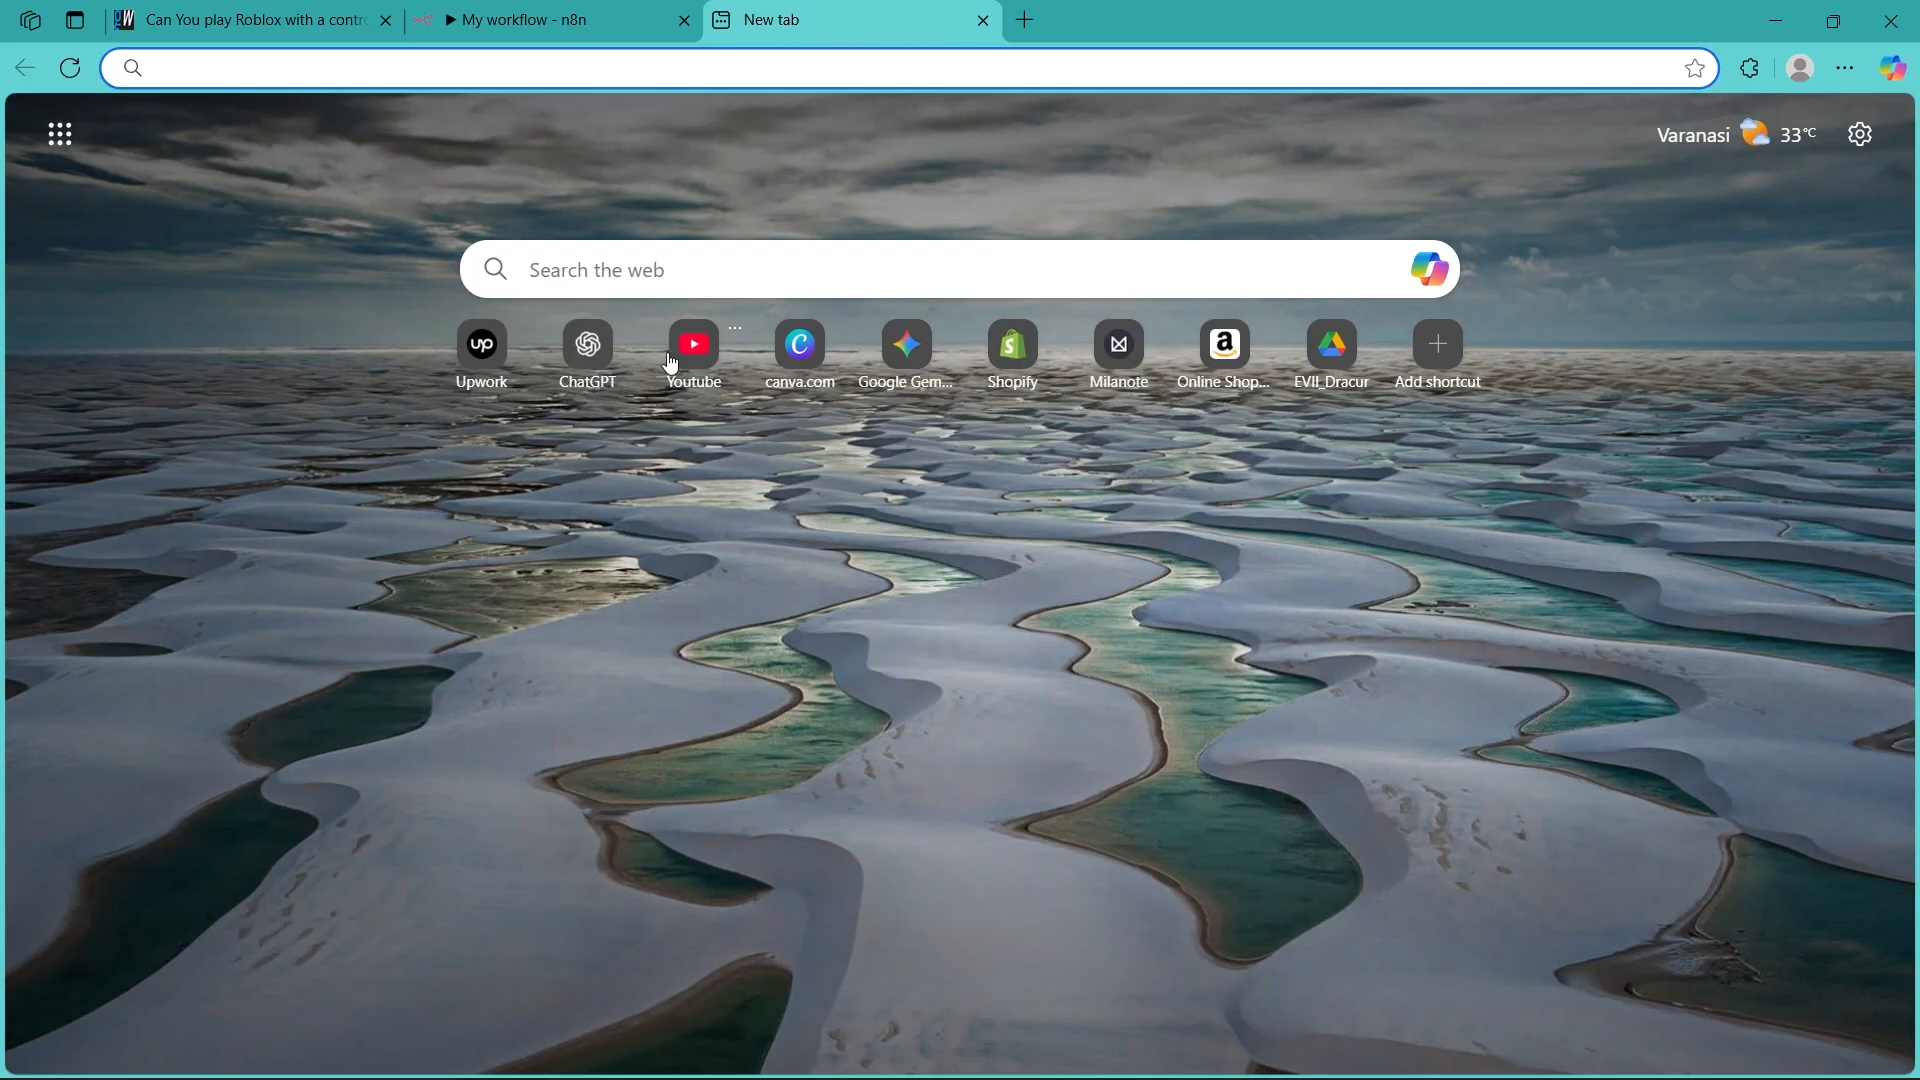 Can You play Roblox with a contr
▶ My workflow - n8n
New tab
Varanasi 33°C
Search the web
up
Upwork
ChatGPT
Youtube
canva.com
Google Gem...
Shopify
Milanote
Online Shop...
EVIl_Dracur
Add shortcut